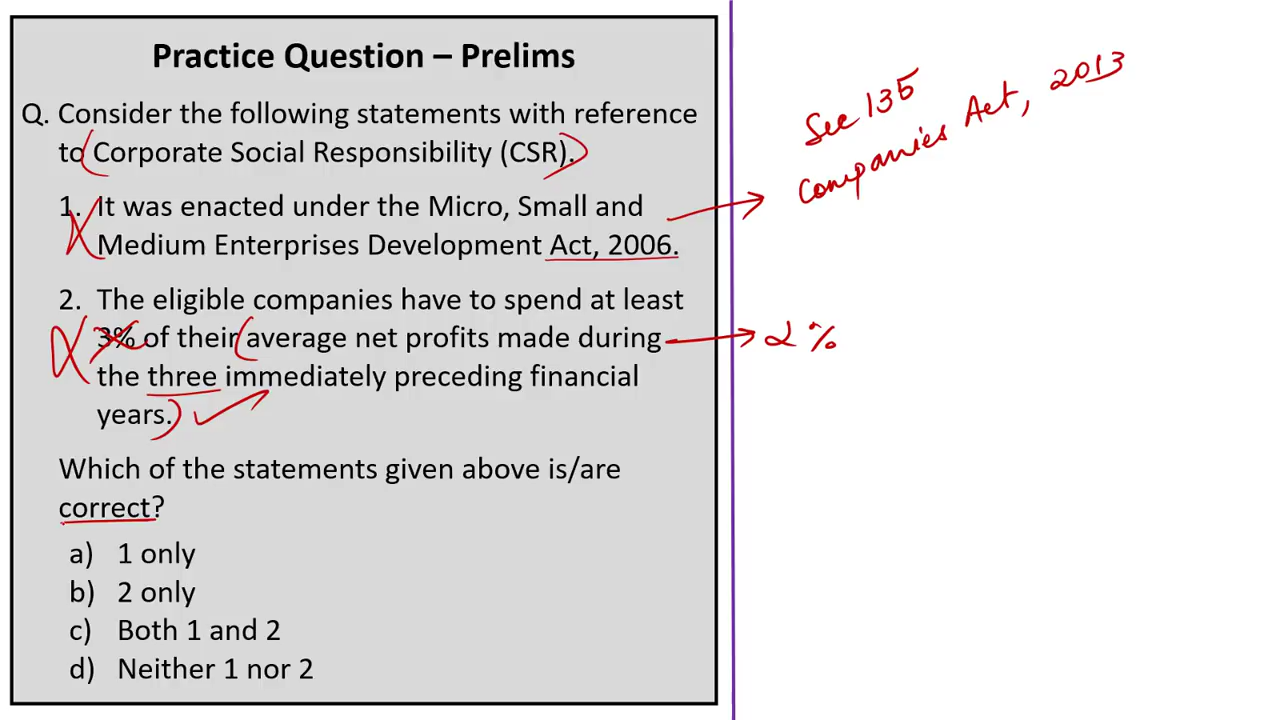 Practice Question – Prelims
Q. Consider the following statements with reference
to Corporate Social Responsibility (CSR).
1. It was enacted under the Micro, Small and
Medium Enterprises Development Act, 2006.
2. The eligible companies have to spend at least
3% of their average net profits made during
the three immediately preceding financial
years.
Which of the statements given above is/are
correct?
a) 1 only
b) 2 only
c) Both 1 and 2
d) Neither 1 nor 2
Sec 135
Companies Act, 2013
2%